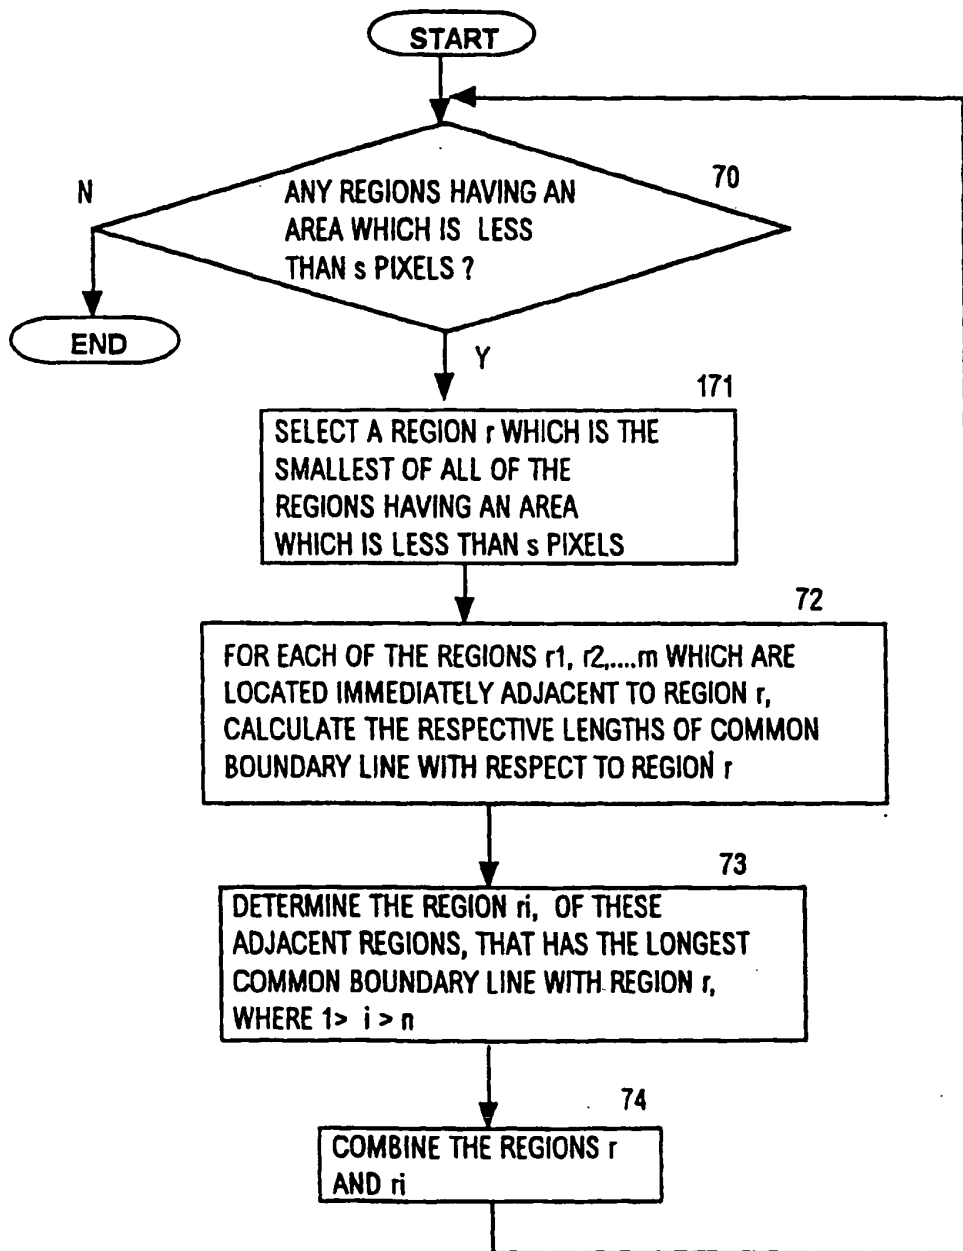 START
N
70
ANY REGIONS HAVING AN
AREA WHICH IS LESS
THAN s PIXELS ?
END
Y
171
SELECT A REGION r WHICH IS THE
SMALLEST OF ALL OF THE
REGIONS HAVING AN AREA
WHICH IS LESS THAN s PIXELS
72
FOR EACH OF THE REGIONS r1, r2,....rn WHICH ARE
LOCATED IMMEDIATELY ADJACENT TO REGION r,
CALCULATE THE RESPECTIVE LENGTHS OF COMMON
BOUNDARY LINE WITH RESPECT TO REGION r
73
DETERMINE THE REGION ri, OF THESE
ADJACENT REGIONS, THAT HAS THE LONGEST
COMMON BOUNDARY LINE WITH REGION r,
WHERE 1> i > n
74
COMBINE THE REGIONS r
AND ri